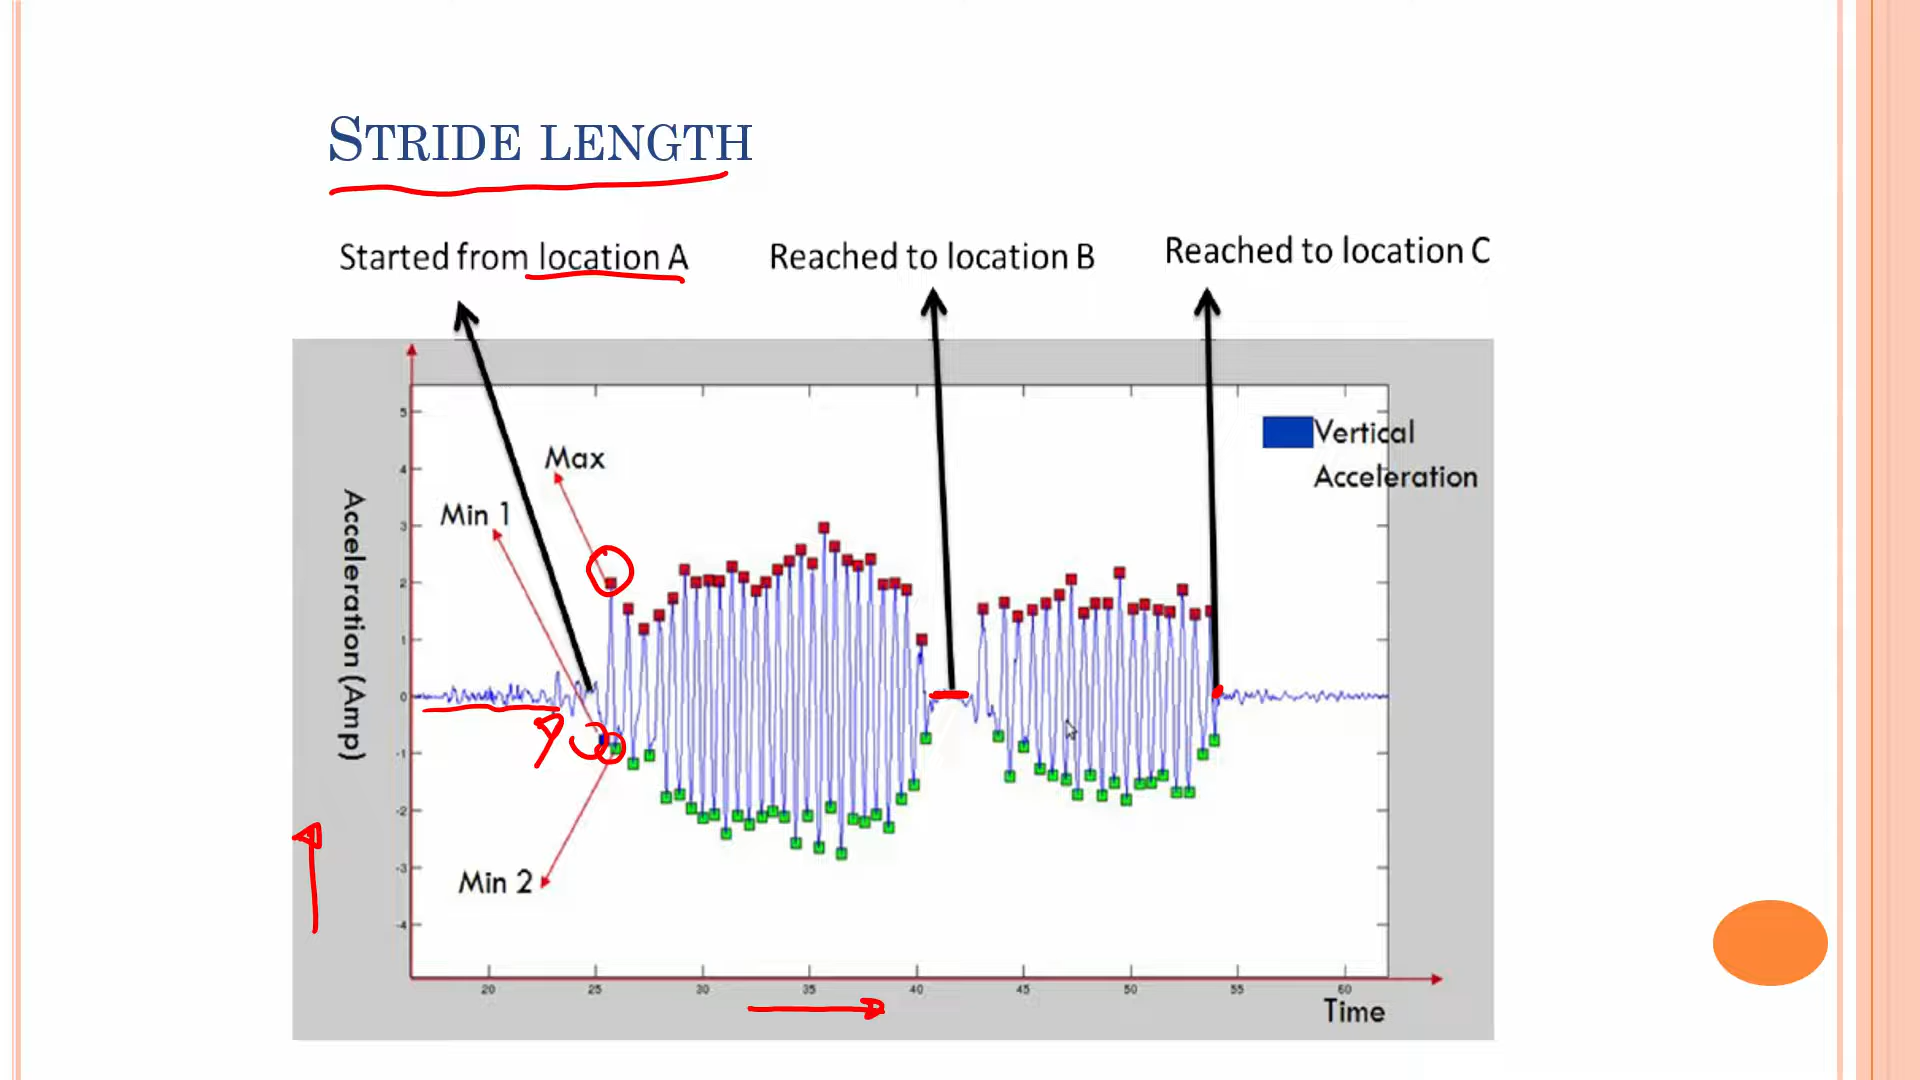 STRIDE LENGTH
Started from location A
Reached to location B
Reached to location C
Max
Min 1
Min 2
Vertical
Acceleration
Acceleration (Amp)
5
4
3
2
1
0
-1
-2
-3
-4
20 25 30 35 40 45 50 55 60
Time